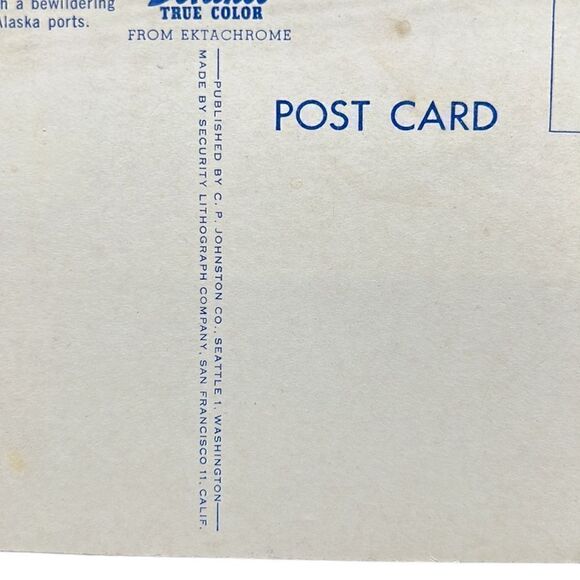 a bewildering
Alaska ports.
TRUE COLOR
FROM EKTACHROME
POST CARD
PUBLISHED BY C. P. JOHNSTON CO., SEATTLE 1, WASHINGTON
MADE BY SECURITY LITHOGRAPH COMPANY, SAN FRANCISCO 11, CALIF.